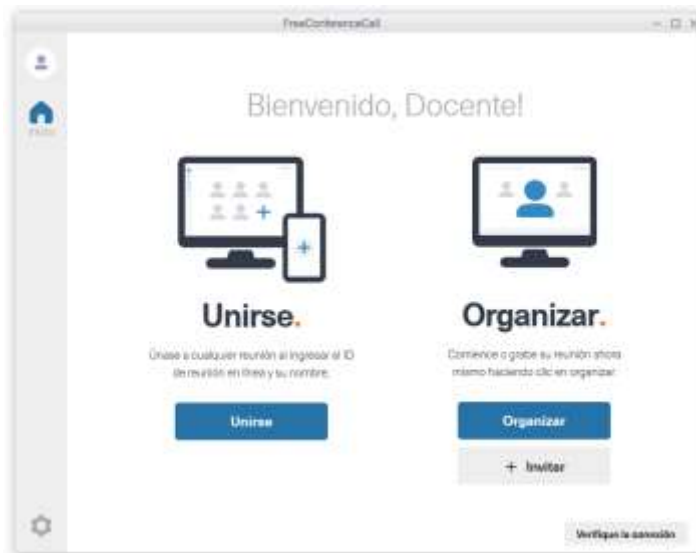 FreeConferenceCall
Inicio
Bienvenido, Docente!
Unirse.
Organizar.
Únase a cualquier reunión al ingresar el ID
de reunión en línea y su nombre.
Comience o grabe su reunión ahora
mismo haciendo clic en organizar
Unirse
Organizar
+ Invitar
Verifique la conexión